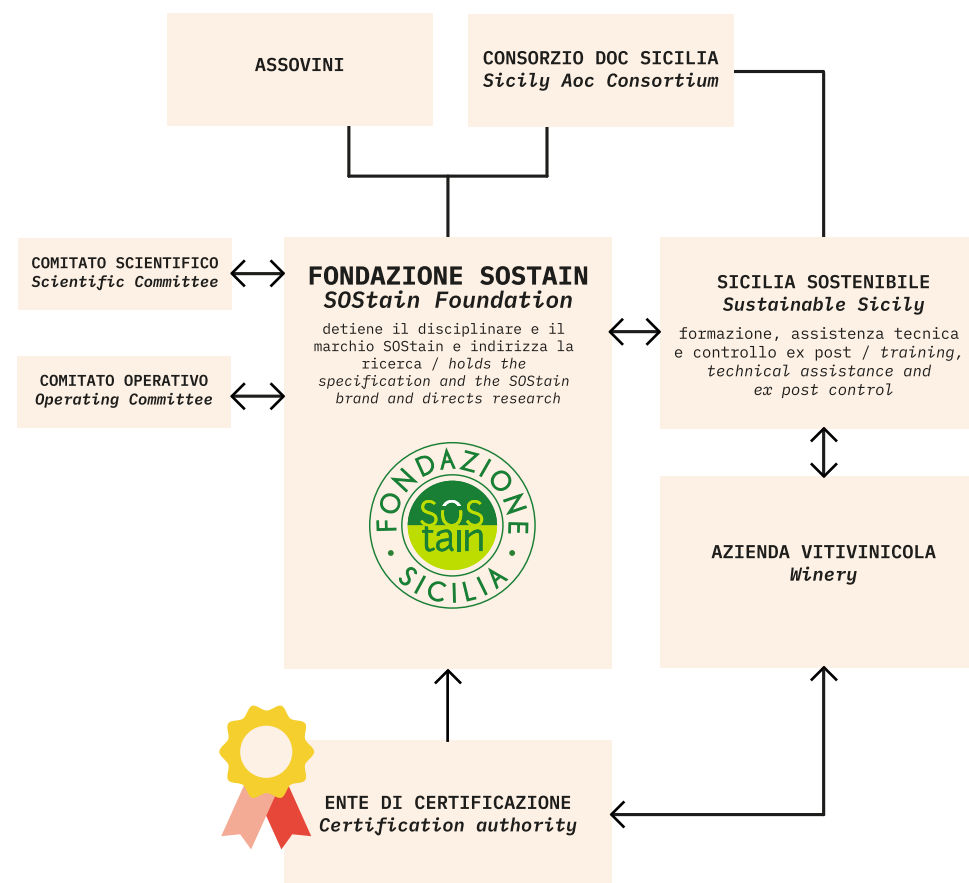 ASSOVINI
CONSORZIO DOC SICILIA
Sicily Aoc Consortium
COMITATO SCIENTIFICO
Scientific Committee
COMITATO OPERATIVO
Operating Committee
FONDAZIONE SOSTAIN
SOStain Foundation
detiene il disciplinare e il
marchio SOStain e indirizza la
ricerca / holds the
specification and the SOStain
brand and directs research
FONDAZIONE
SOS
tain
SICILIA
SICILIA SOSTENIBILE
Sustainable Sicily
formazione, assistenza tecnica
e controllo ex post / training,
technical assistance and
ex post control
AZIENDA VITIVINICOLA
Winery
ENTE DI CERTIFICAZIONE
Certification authority